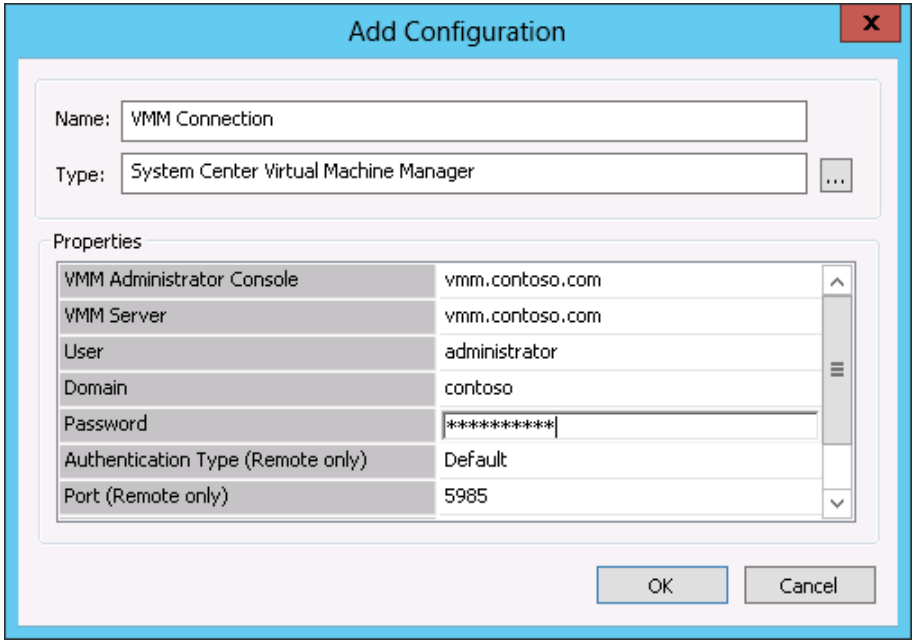 Add Configuration
x
Name: VMM Connection
Type: System Center Virtual Machine Manager ...
Properties
VMM Administrator Console vmm.contoso.com
VMM Server vmm.contoso.com
User administrator
Domain contoso
Password **********
Authentication Type (Remote only) Default
Port (Remote only) 5985
OK Cancel